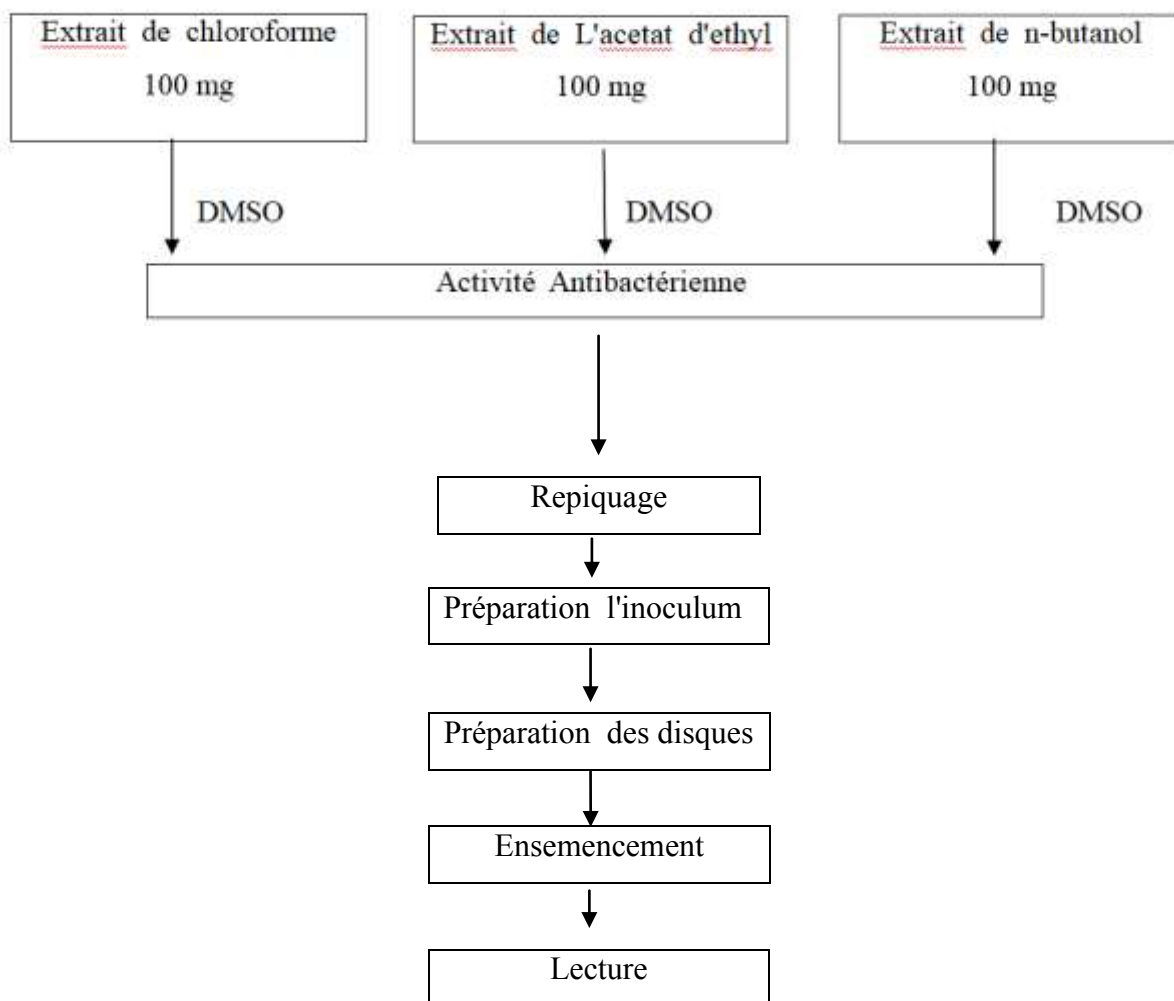 Extrait de chloroforme
100 mg
Extrait de L'acetat d'ethyl
100 mg
Extrait de n-butanol
100 mg
DMSO
DMSO
DMSO
Activité Antibactérienne
Repiquage
Préparation l'inoculum
Préparation des disques
Ensemencement
Lecture